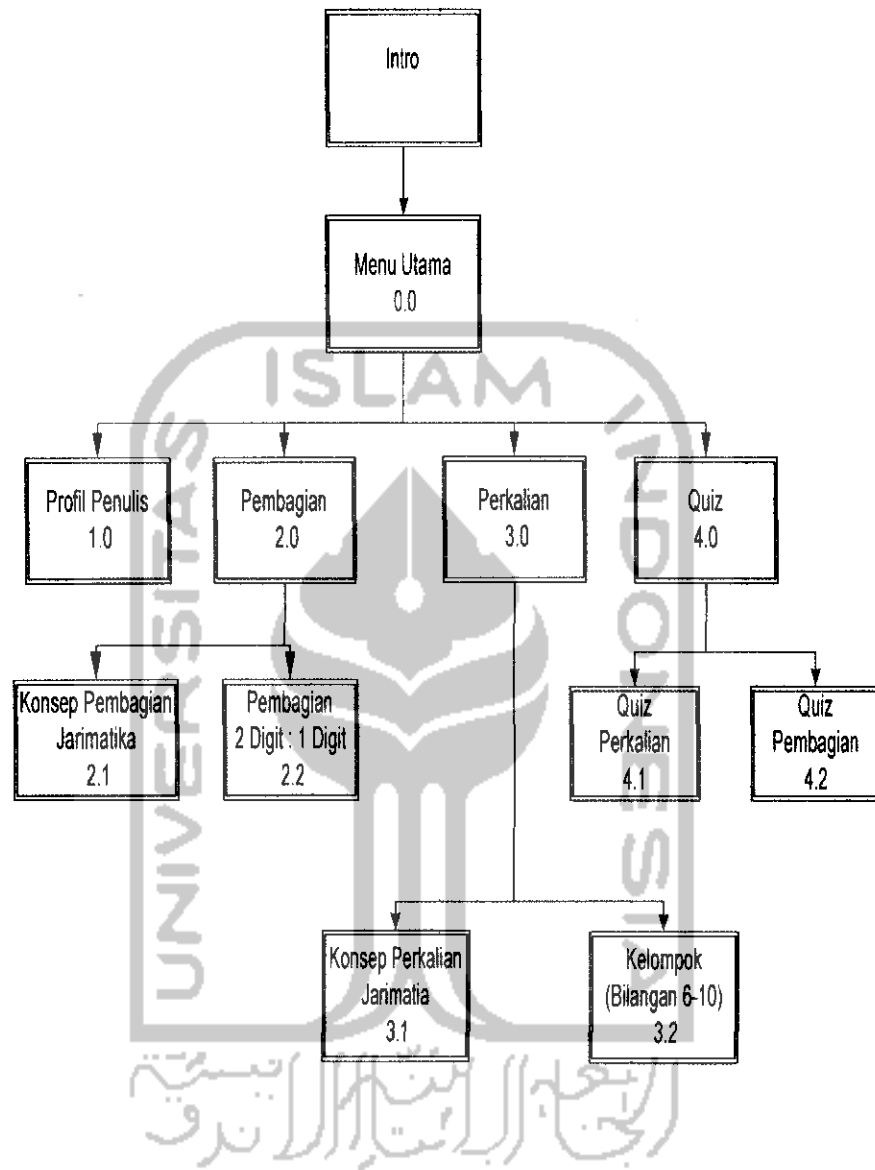 Intro
Menu Utama
0.0
Profil Penulis
1.0
Pembagian
2.0
Perkalian
3.0
Quiz
4.0
Konsep Pembagian
Jarimatika
2.1
Pembagian
2 Digit : 1 Digit
2.2
Quiz
Perkalian
4.1
Quiz
Pembagian
4.2
Konsep Perkalian
Jarimatia
3.1
Kelompok
(Bilangan 6-10)
3.2
UNIVERSITAS
ISLAM
INDONESIA